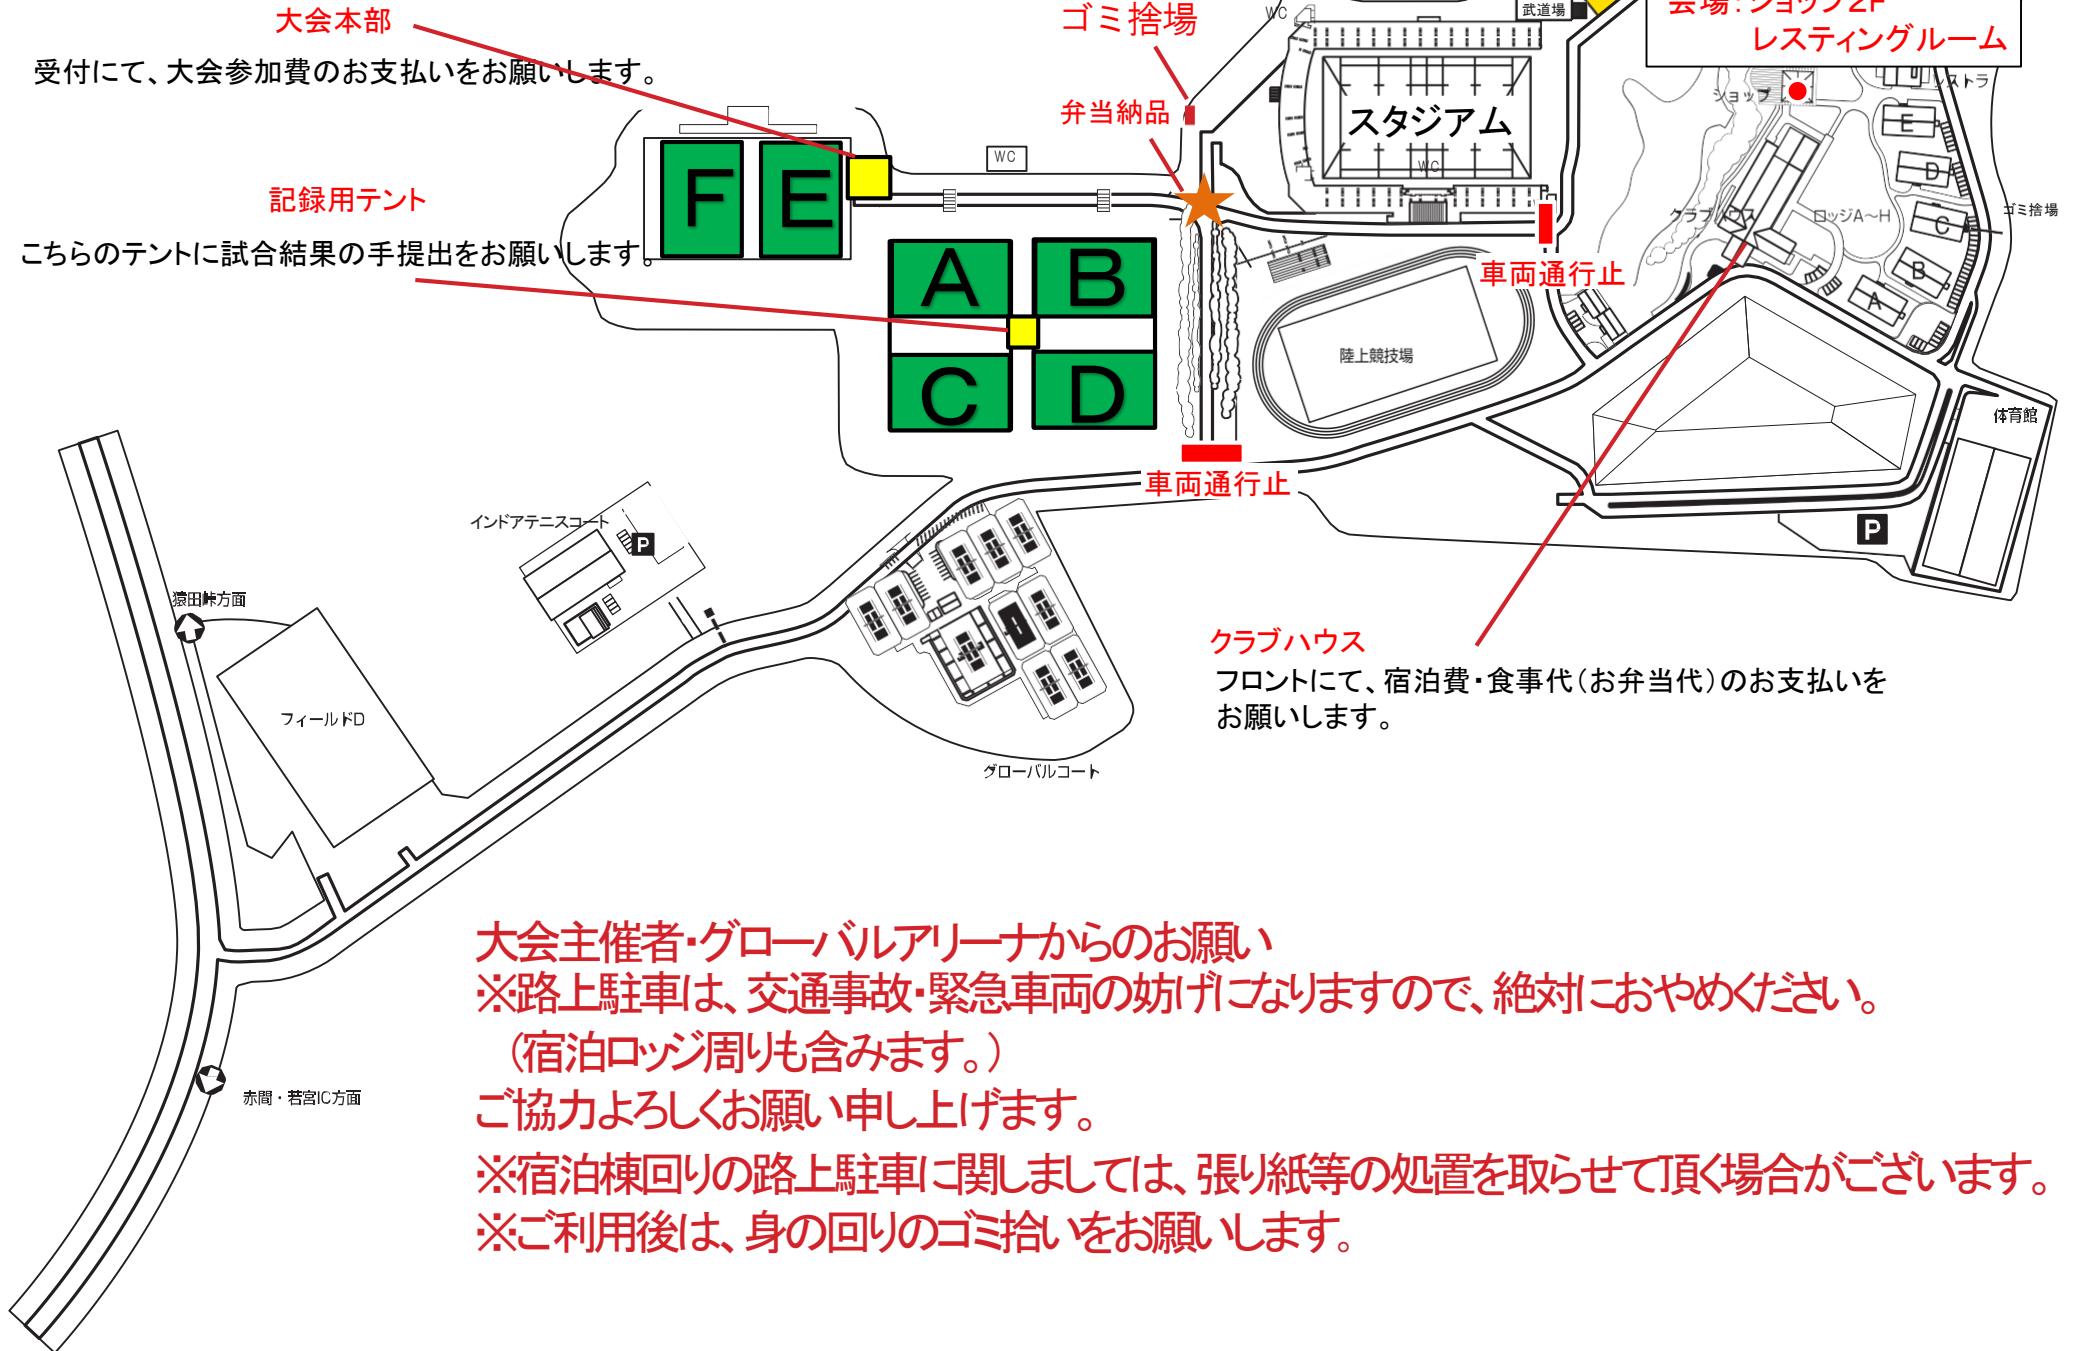 大会本部
受付にて、大会参加費のお支払いをお願いします。
ゴミ捨場
弁当納品
WC
武道場
会場:ショップ2F
レスティングルーム
スタジアム
WC
WC
ショップ
レストラ
F
E
記録用テント
こちらのテントに試合結果の手提出をお願いします。
A
B
C
D
車両通行止
車両通行止
陸上競技場
クラブハウス
ロッジA~H
ゴミ捨場
E
D
C
B
A
体育館
P
インドアテニスコート
P
猿田峠方面
フィールドD
グローバルコート
クラブハウス
フロントにて、宿泊費・食事代(お弁当代)のお支払いを
お願いします。
赤間・若宮IC方面
大会主催者・グローバルアリーナからのお願い
※路上駐車は、交通事故・緊急車両の妨げになりますので、絶対におやめください。
(宿泊ロッジ周りも含みます。)
ご協力よろしくお願い申し上げます。
※宿泊棟回りの路上駐車に関しましては、張り紙等の処置を取らせて頂く場合がございます。
※ご利用後は、身の回りのゴミ拾いをお願いします。